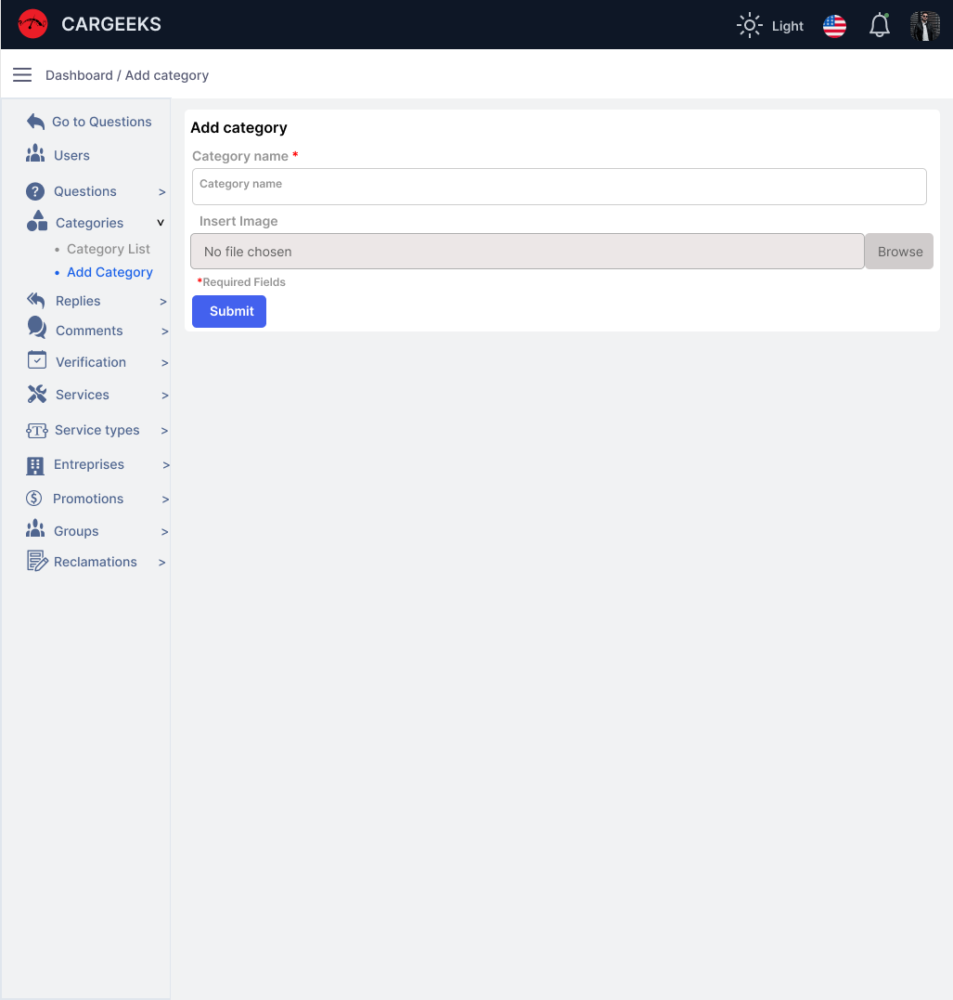 CARGEEKS
Light
Dashboard / Add category
Go to Questions
Users
Questions >
Categories v
• Category List
• Add Category
Replies >
Comments >
Verification >
Services >
Service types >
Entreprises >
Promotions >
Groups >
Reclamations >
Add category
Category name *
Category name
Insert Image
No file chosen
Browse
*Required Fields
Submit